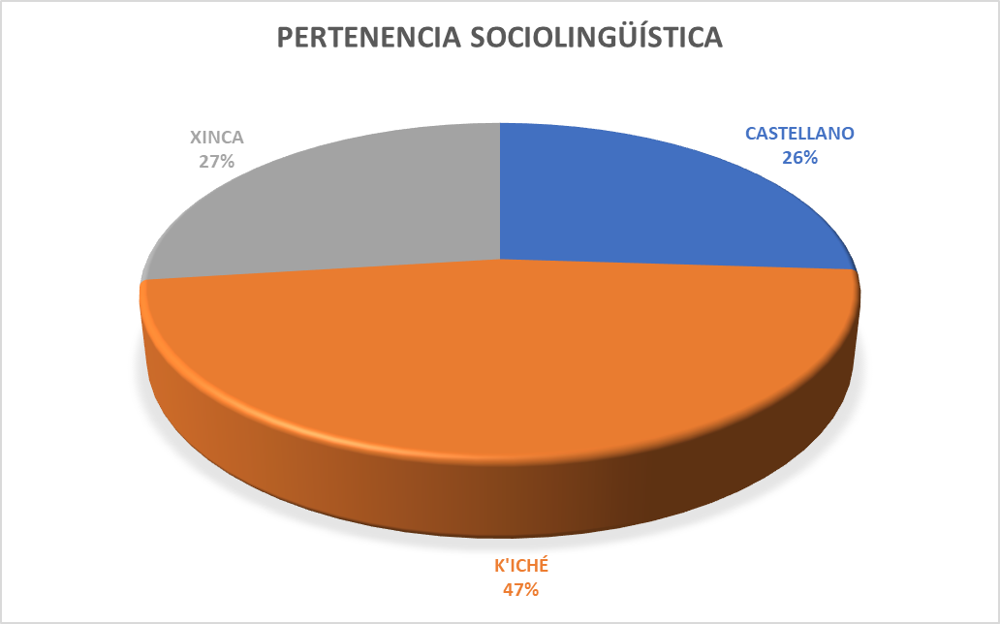 PERTENENCIA SOCIOLINGÜÍSTICA
XINCA
27%
CASTELLANO
26%
K'ICHÉ
47%